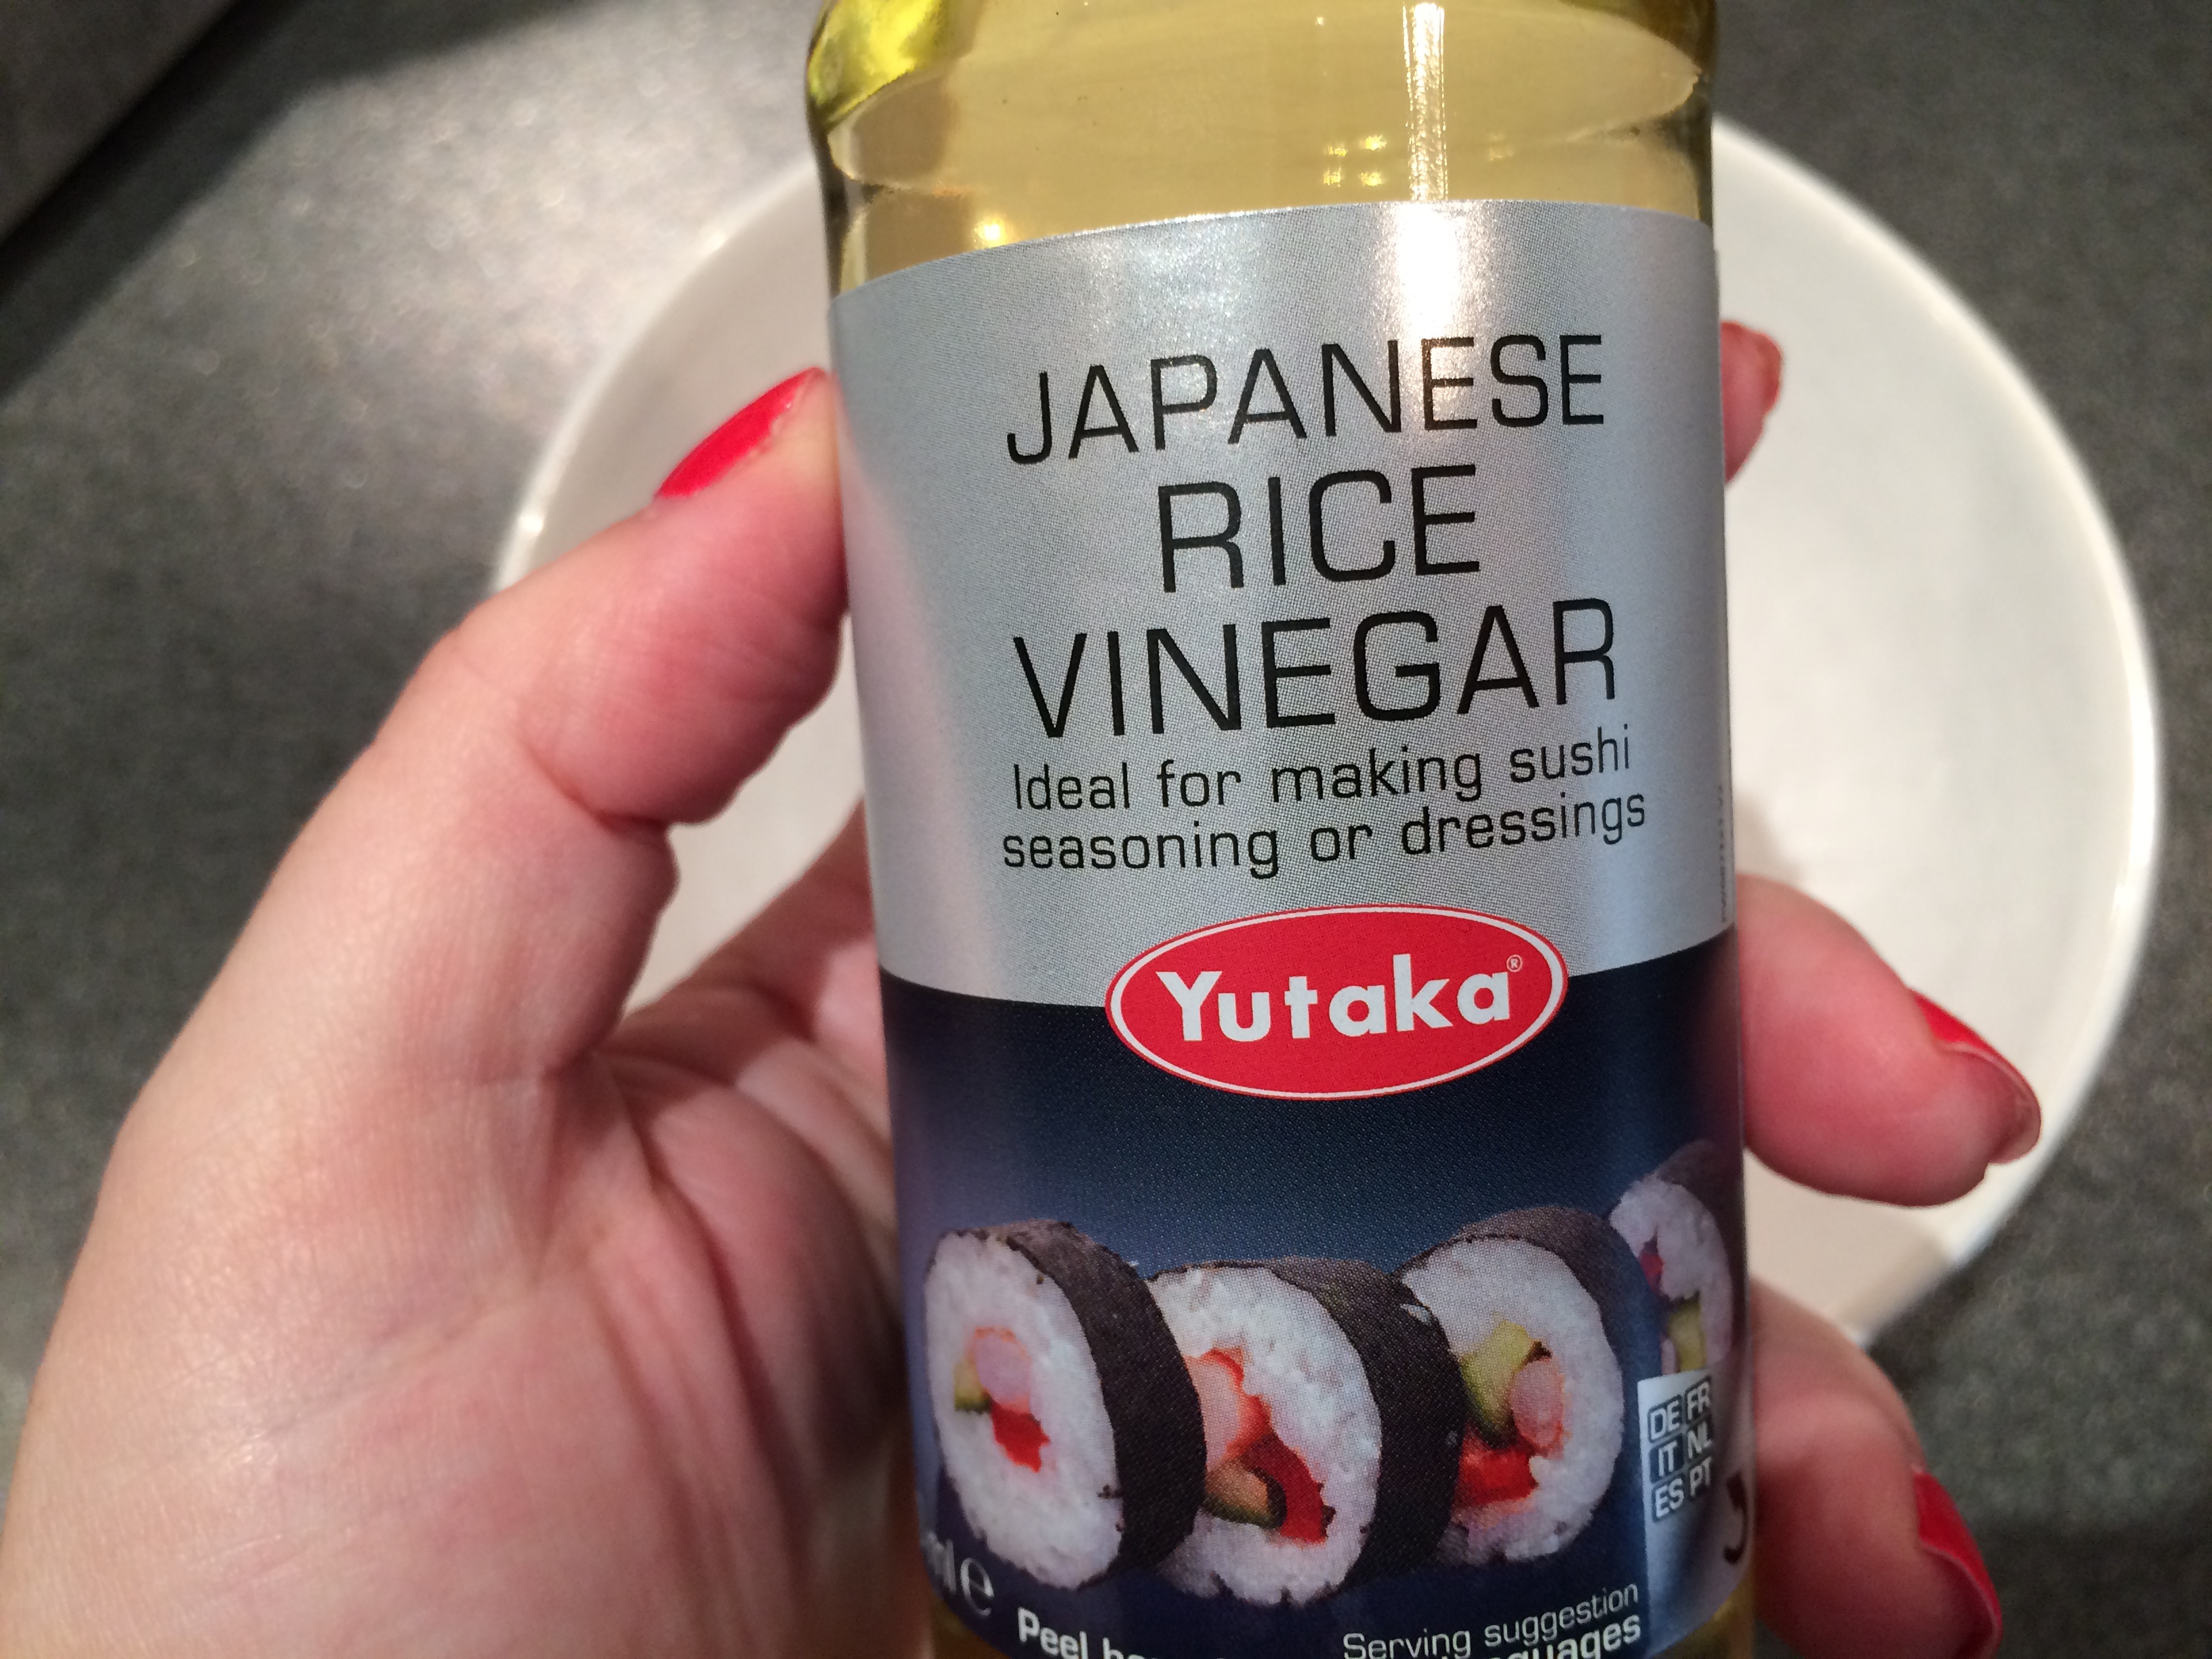 JAPANESE
RICE
VINEGAR
Ideal for making sushi
seasoning or dressings
Yutaka®
DE FR
IT NL
ES PT
e
Peel
Serving suggestion